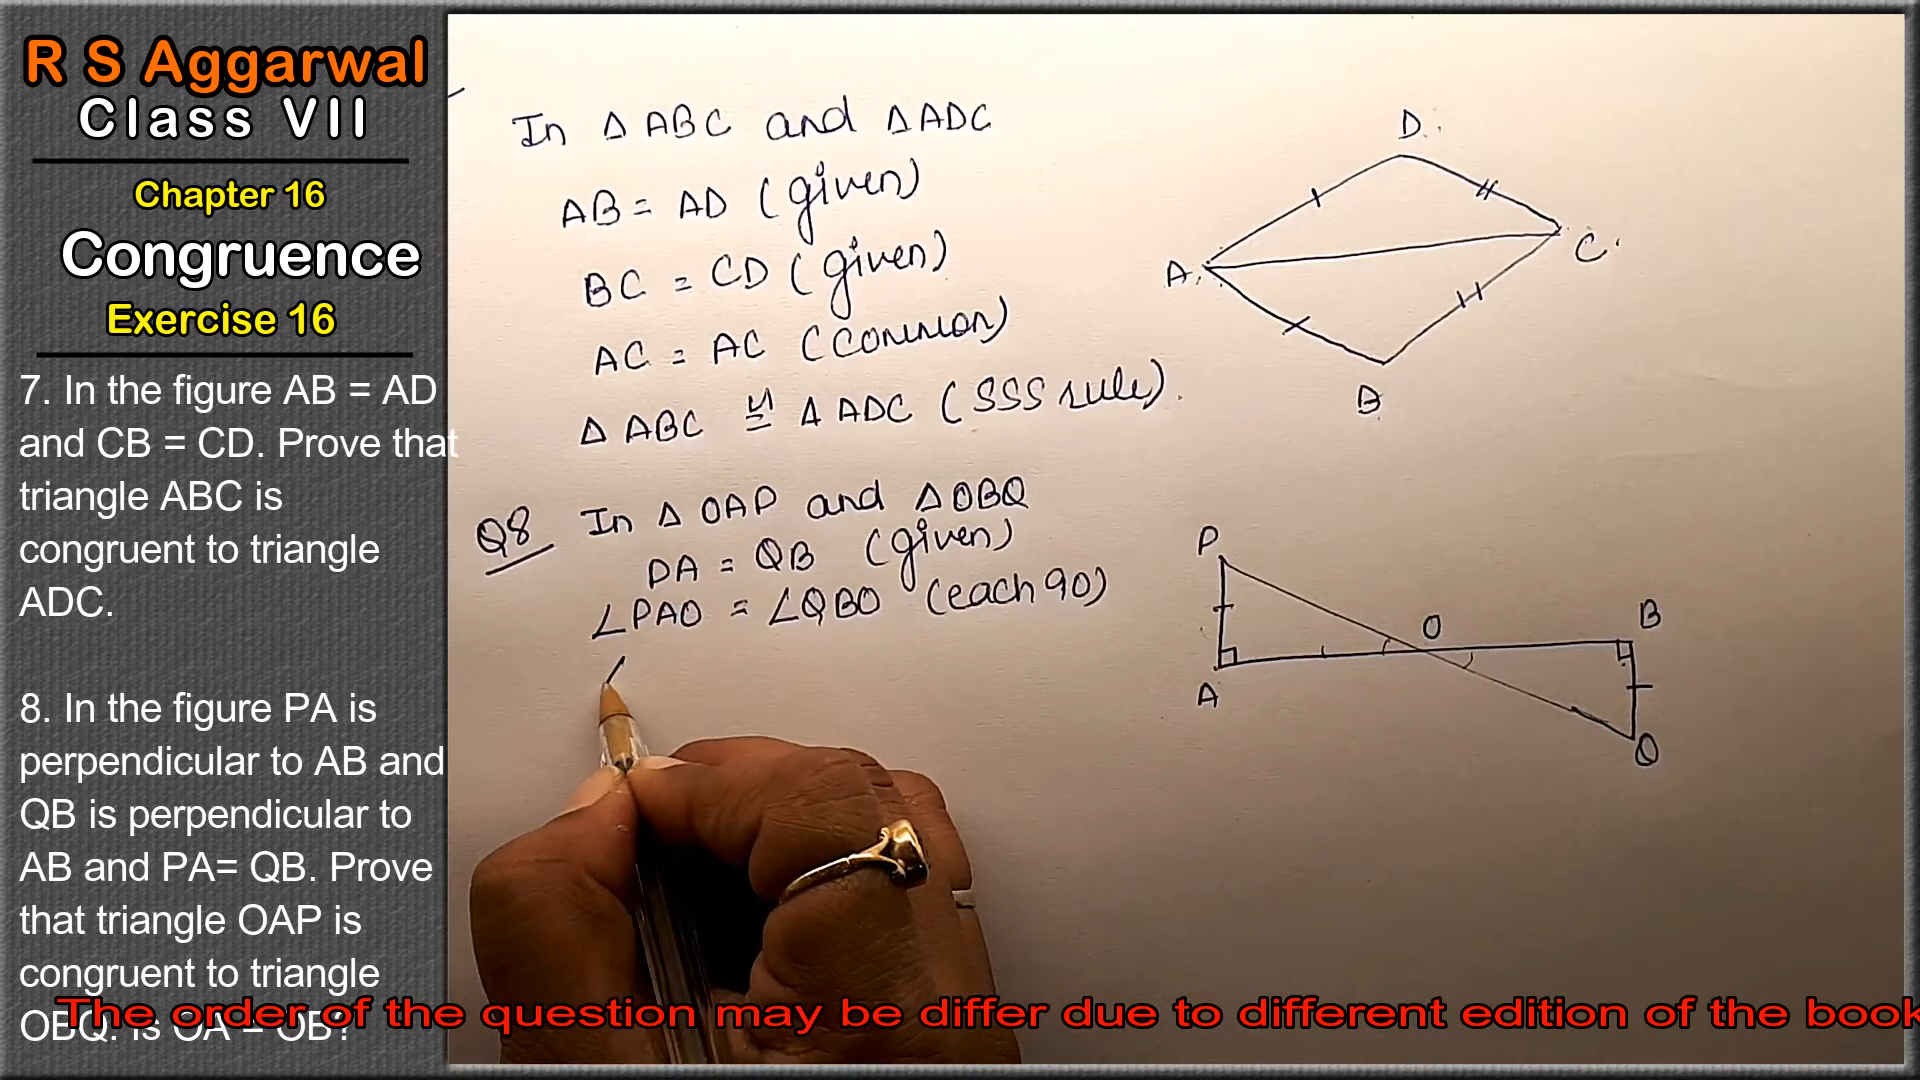 R S Aggarwal
Class VII
Chapter 16
Congruence
Exercise 16
7. In the figure AB = AD
and CB = CD. Prove that
triangle ABC is
congruent to triangle
ADC.
8. In the figure PA is
perpendicular to AB and
QB is perpendicular to
AB and PA= QB. Prove
that triangle OAP is
congruent to triangle
OBQ. Is OA = OB?
In Δ ABC and Δ ADC
AB = AD (given)
BC = CD (given)
AC = AC (common)
Δ ABC ≅ Δ ADC (SSS rule).
Q8 In Δ OAP and Δ OBQ
PA = QB (given)
∠PAO = ∠QBO (each 90)
D
A
C
B
P
O
B
A
Q
The order of the question may be differ due to different edition of the book